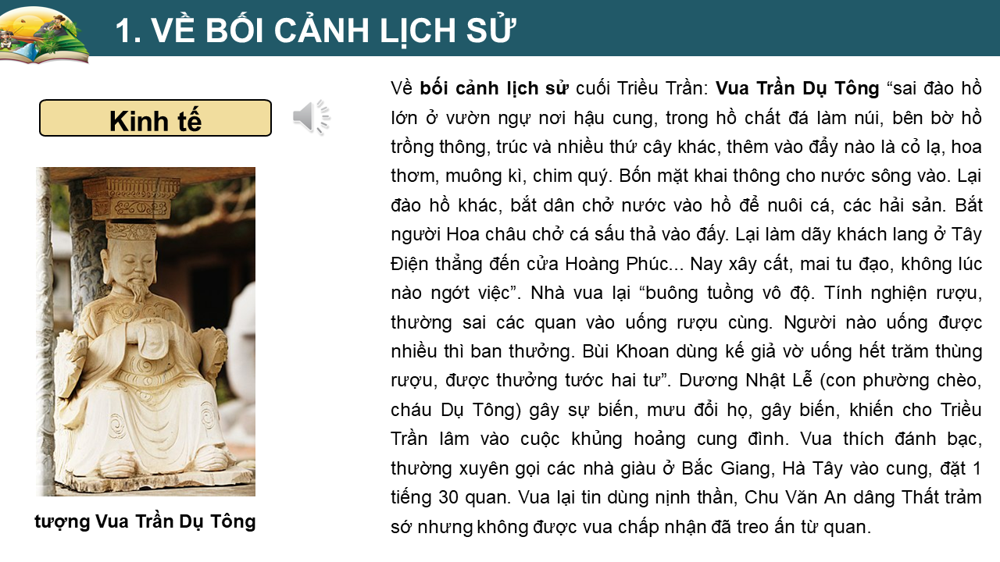 1. VỀ BỐI CẢNH LỊCH SỬ
Kinh tế
tượng Vua Trần Dụ Tông
Về bối cảnh lịch sử cuối Triều Trần: Vua Trần Dụ Tông “sai đào hồ
lớn ở vườn ngự nơi hậu cung, trong hồ chất đá làm núi, bên bờ hồ
trồng thông, trúc và nhiều thứ cây khác, thêm vào đẩy nào là cỏ lạ, hoa
thơm, muông kì, chim quý. Bốn mặt khai thông cho nước sông vào. Lại
đào hồ khác, bắt dân chở nước vào hồ để nuôi cá, các hải sản. Bắt
người Hoa châu chở cá sấu thả vào đấy. Lại làm dãy khách lang ở Tây
Điện thẳng đến cửa Hoàng Phúc... Nay xây cất, mai tu đạo, không lúc
nào ngớt việc”. Nhà vua lại “buông tuồng vô độ. Tính nghiện rượu,
thường sai các quan vào uống rượu cùng. Người nào uống được
nhiều thì ban thưởng. Bùi Khoan dùng kế giả vờ uống hết trăm thùng
rượu, được thưởng tước hai tư”. Dương Nhật Lễ (con phường chèo,
cháu Dụ Tông) gây sự biến, mưu đổi họ, gây biến, khiến cho Triều
Trần lâm vào cuộc khủng hoảng cung đình. Vua thích đánh bạc,
thường xuyên gọi các nhà giàu ở Bắc Giang, Hà Tây vào cung, đặt 1
tiếng 30 quan. Vua lại tin dùng nịnh thần, Chu Văn An dâng Thất trảm
sớ nhưng không được vua chấp nhận đã treo ấn từ quan.